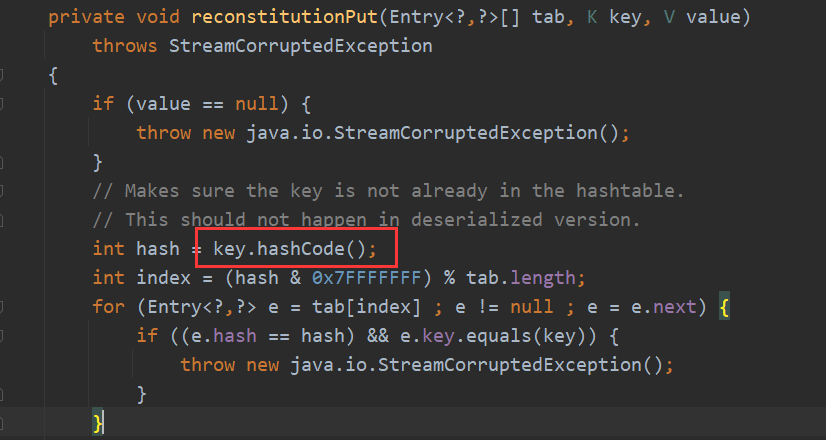 private void reconstitutionPut(Entry<?,?>[] tab, K key, V value)
throws StreamCorruptedException
{
if (value == null) {
throw new java.io.StreamCorruptedException();
}
// Makes sure the key is not already in the hashtable.
// This should not happen in deserialized version.
int hash = key.hashCode();
int index = (hash & 0x7FFFFFFF) % tab.length;
for (Entry<?,?> e = tab[index] ; e != null ; e = e.next) {
if ((e.hash == hash) && e.key.equals(key)) {
throw new java.io.StreamCorruptedException();
}
}